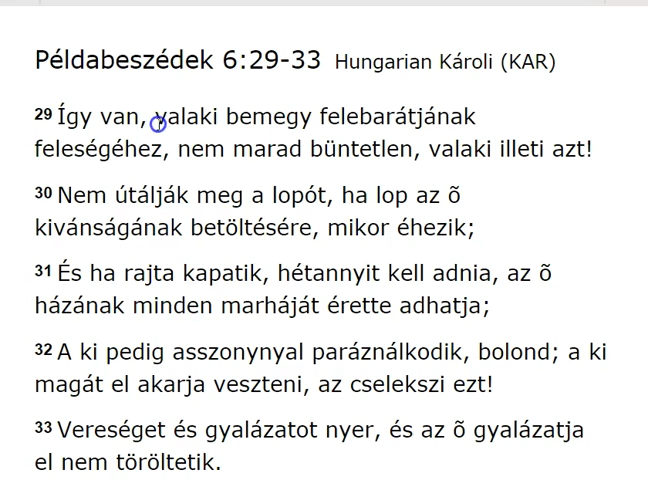 Példabeszédek 6:29-33 Hungarian Károli (KAR)
29 Így van, valaki bemegy felebarátjának
feleségéhez, nem marad büntetlen, valaki illeti azt!
30 Nem útálják meg a lopót, ha lop az õ
kivánságának betöltésére, mikor éhezik;
31 És ha rajta kapatik, hétannyit kell adnia, az õ
házának minden marháját érette adhatja;
32 A ki pedig asszonynyal paráználkodik, bolond; a ki
magát el akarja veszteni, az cselekszi ezt!
33 Vereséget és gyalázatot nyer, és az õ gyalázatja
el nem töröltetik.